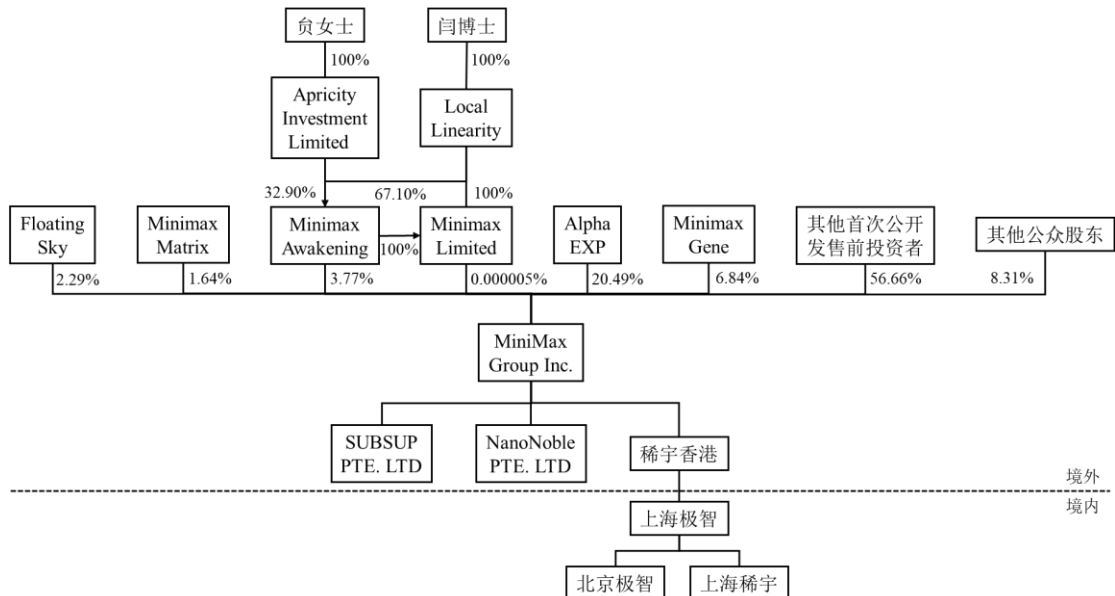 贠女士
闫博士
100%
100%
Apricity
Investment
Limited
Local
Linearity
32.90%
67.10%
100%
Floating
Sky
Minimax
Matrix
Minimax
Awakening
100%
Minimax
Limited
Alpha
EXP
Minimax
Gene
其他首次公开
发售前投资者
其他公众股东
2.29%
1.64%
3.77%
0.000005%
20.49%
6.84%
56.66%
8.31%
MiniMax
Group Inc.
SUBSUP
PTE. LTD
NanoNoble
PTE. LTD
稀宇香港
境外
境内
上海极智
北京极智
上海稀宇